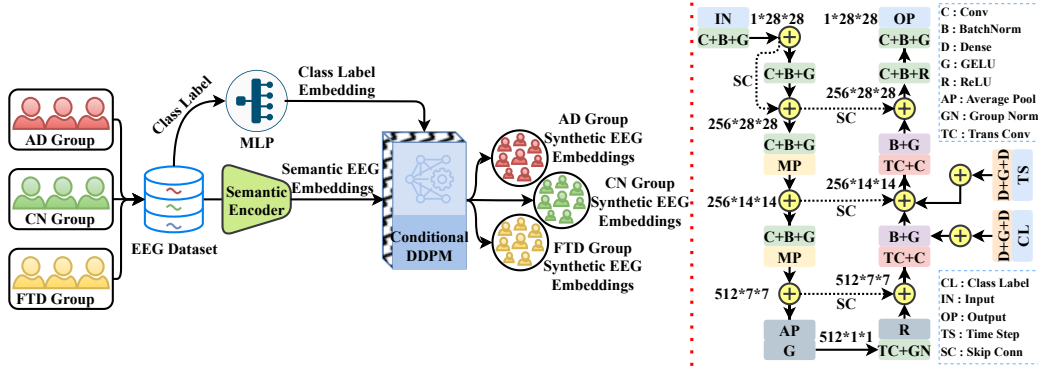 AD Group
CN Group
FTD Group
EEG Dataset
Class Label
MLP
Class Label
Embedding
Semantic
Encoder
Semantic EEG
Embeddings
Conditional
DDPM
AD Group
Synthetic EEG
Embeddings
CN Group
Synthetic EEG
Embeddings
FTD Group
Synthetic EEG
Embeddings
IN
1*28*28
C+B+G
C+B+G
SC
256*28*28
C+B+G
MP
256*14*14
C+B+G
MP
512*7*7
AP
G
512*1*1
1*28*28
OP
C+B+G
C+B+R
256*28*28
SC
B+G
TC+C
256*14*14
SC
B+G
TC+C
512*7*7
SC
R
TC+GN
D+G+D
TS
D+G+D
CL
C : Conv
B : BatchNorm
D : Dense
G : GELU
R : ReLU
AP : Average Pool
GN : Group Norm
TC : Trans Conv
CL : Class Label
IN : Input
OP : Output
TS : Time Step
SC : Skip Conn